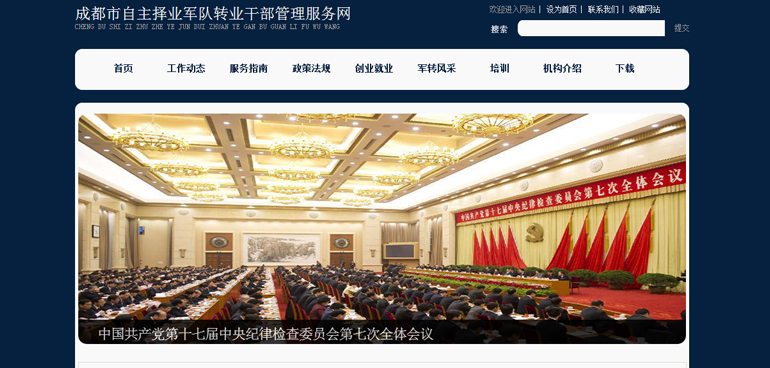 成都市自主择业军队转业干部管理服务网
CHENG DU SHI ZI ZHU ZHE YE JUN DUI ZHUAN YE GAN BU GUAN LI FU WU WANG
欢迎进入网站 | 设为首页 | 联系我们 | 收藏网站
搜索 提交
首页 工作动态 服务指南 政策法规 创业就业 军转风采 培训 机构介绍 下载
中国共产党第十七届中央纪律检查委员会第七次全体会议
中国共产党第十七届中央纪律检查委员会第七次全体会议